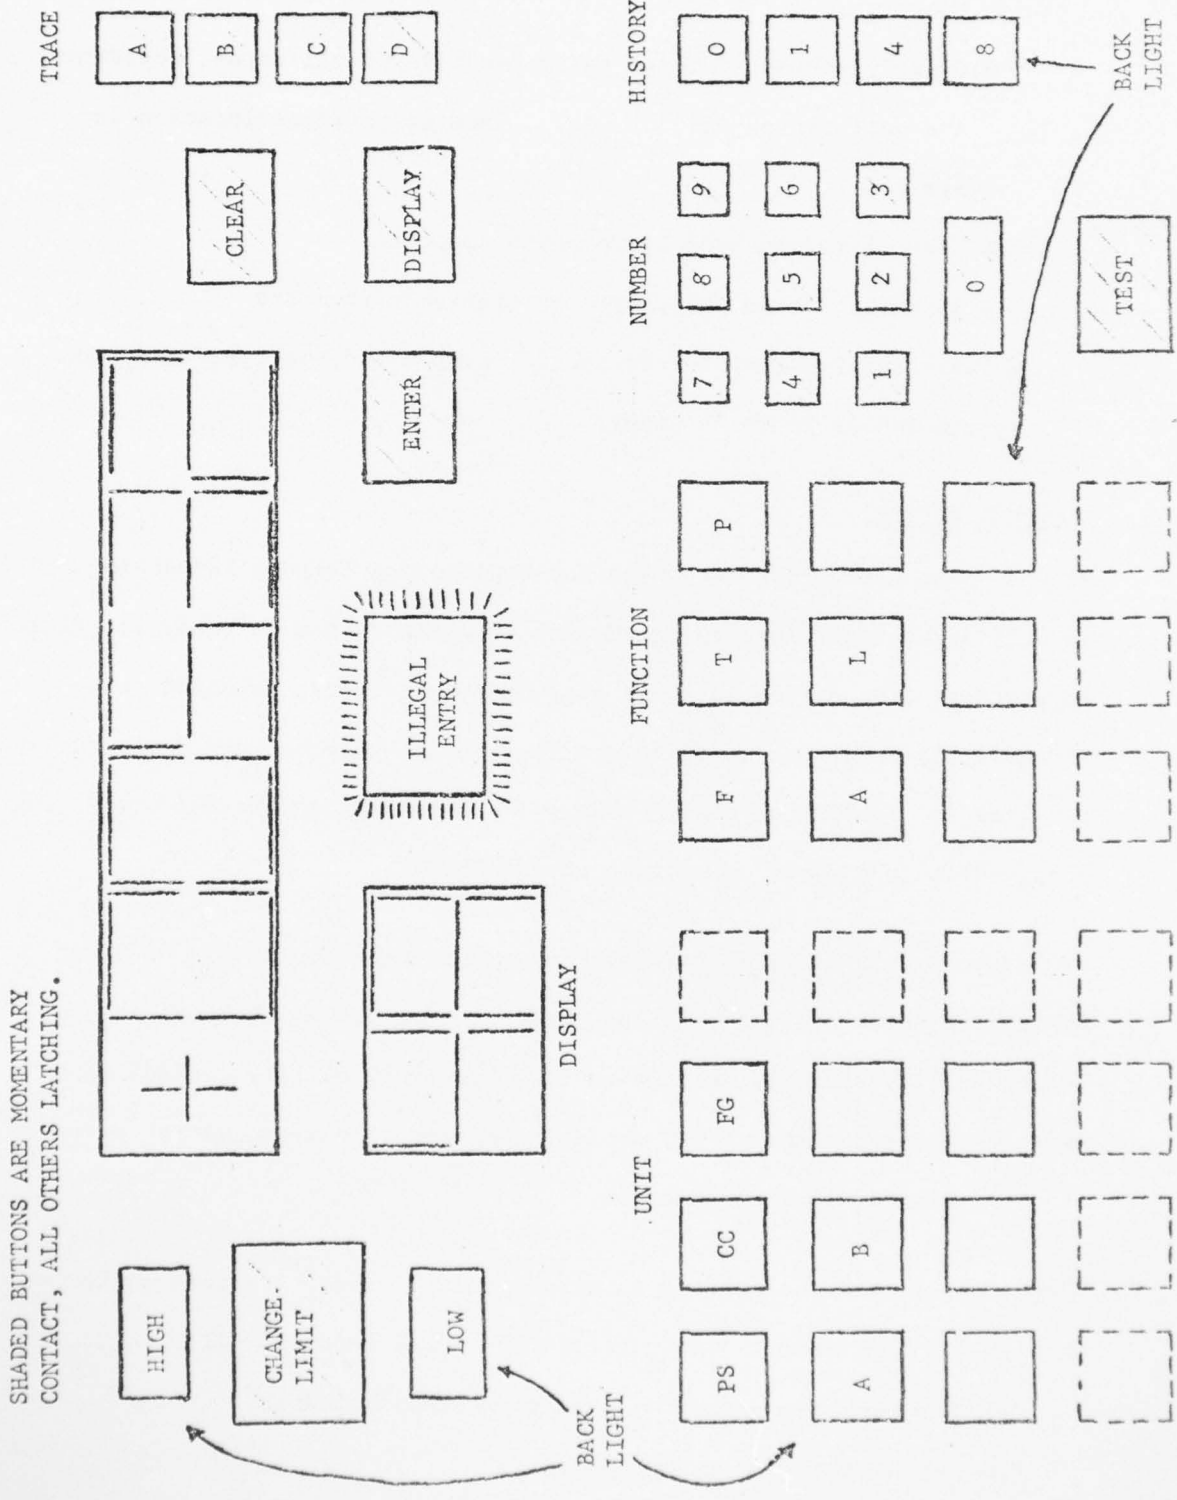 SHADED BUTTONS ARE MOMENTARY
CONTACT, ALL OTHERS LATCHING.
TRACE
HIGH
+00532
A
CLEAR
B
CHANGE-
LIMIT
C
LOW
ILLEGAL
ENTRY
ENTER
DISPLAY
D
DISPLAY
BACK
LIGHT
UNIT
FUNCTION
NUMBER
HISTORY
PS CC FG F T P 7 8 9 0
4 5 6 1
A B A L 1 2 3 4
0 8
TEST
BACK
LIGHT